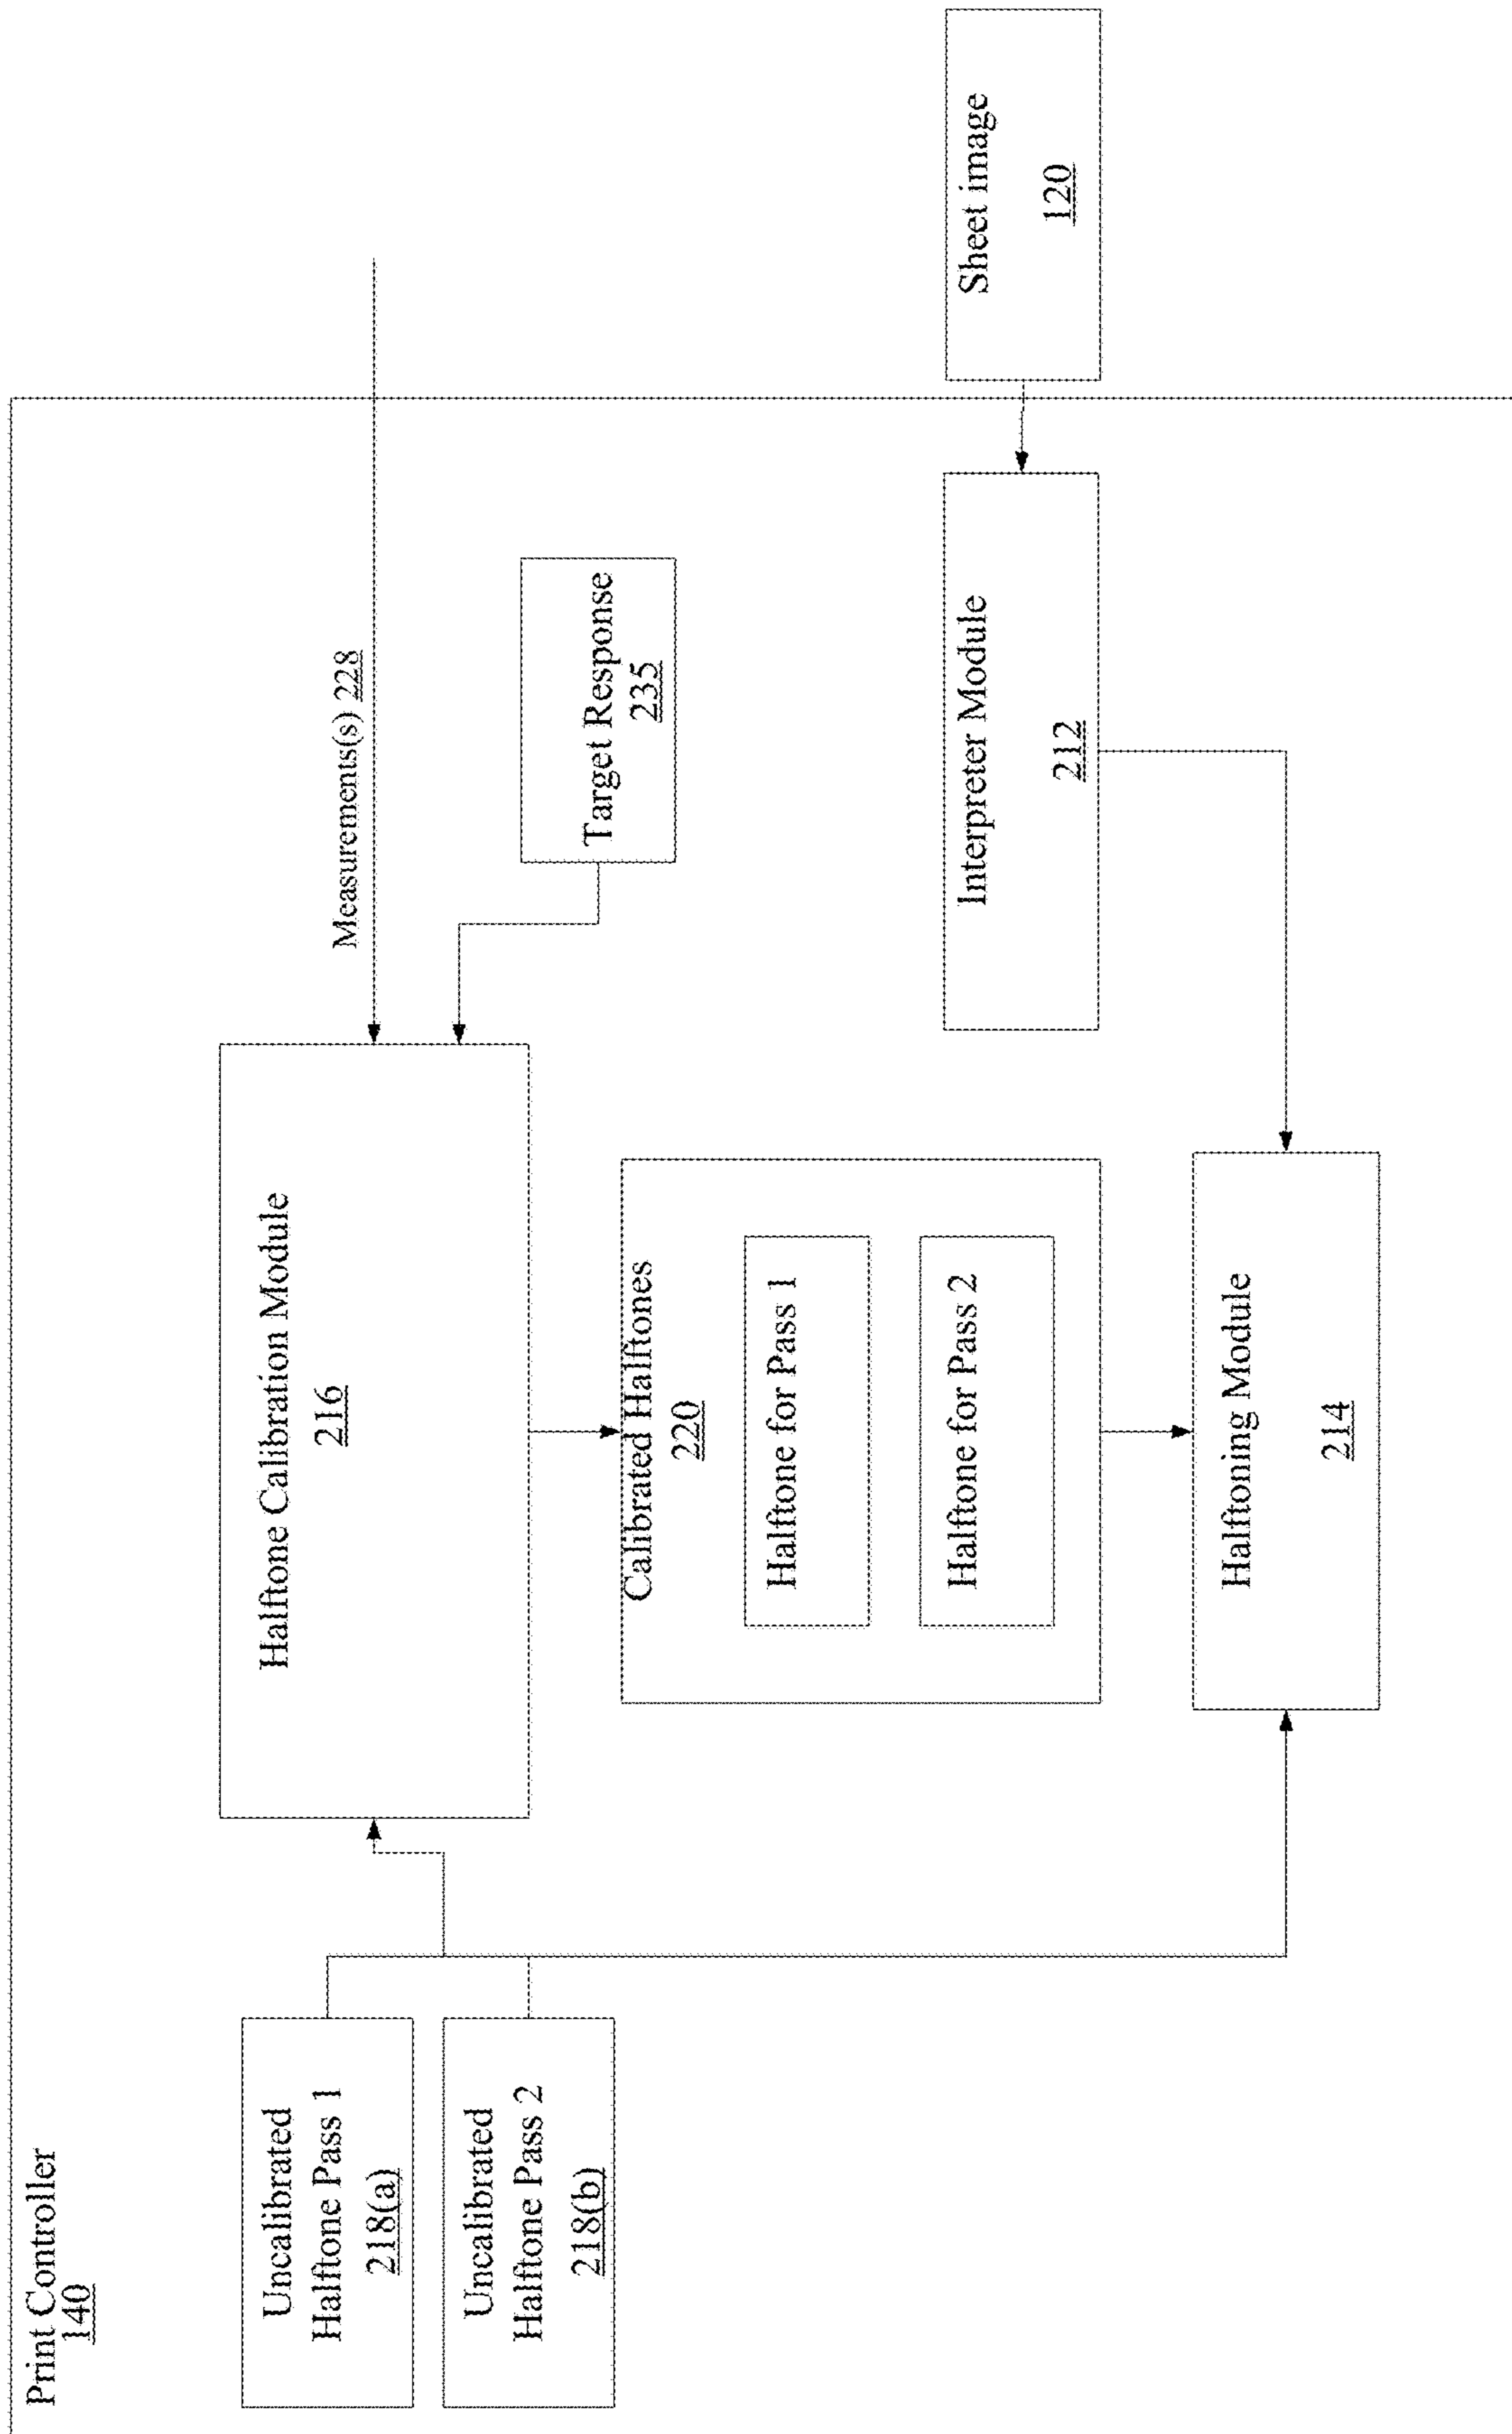 Print Controller
140
Uncalibrated
Halftone Pass 1
218(a)
Uncalibrated
Halftone Pass 2
218(b)
Halftone Calibration Module
216
Measurements(s) 228
Target Response
235
Calibrated Halftones
220
Halftone for Pass 1
Halftone for Pass 2
Interpreter Module
212
Sheet image
120
Halftoning Module
214